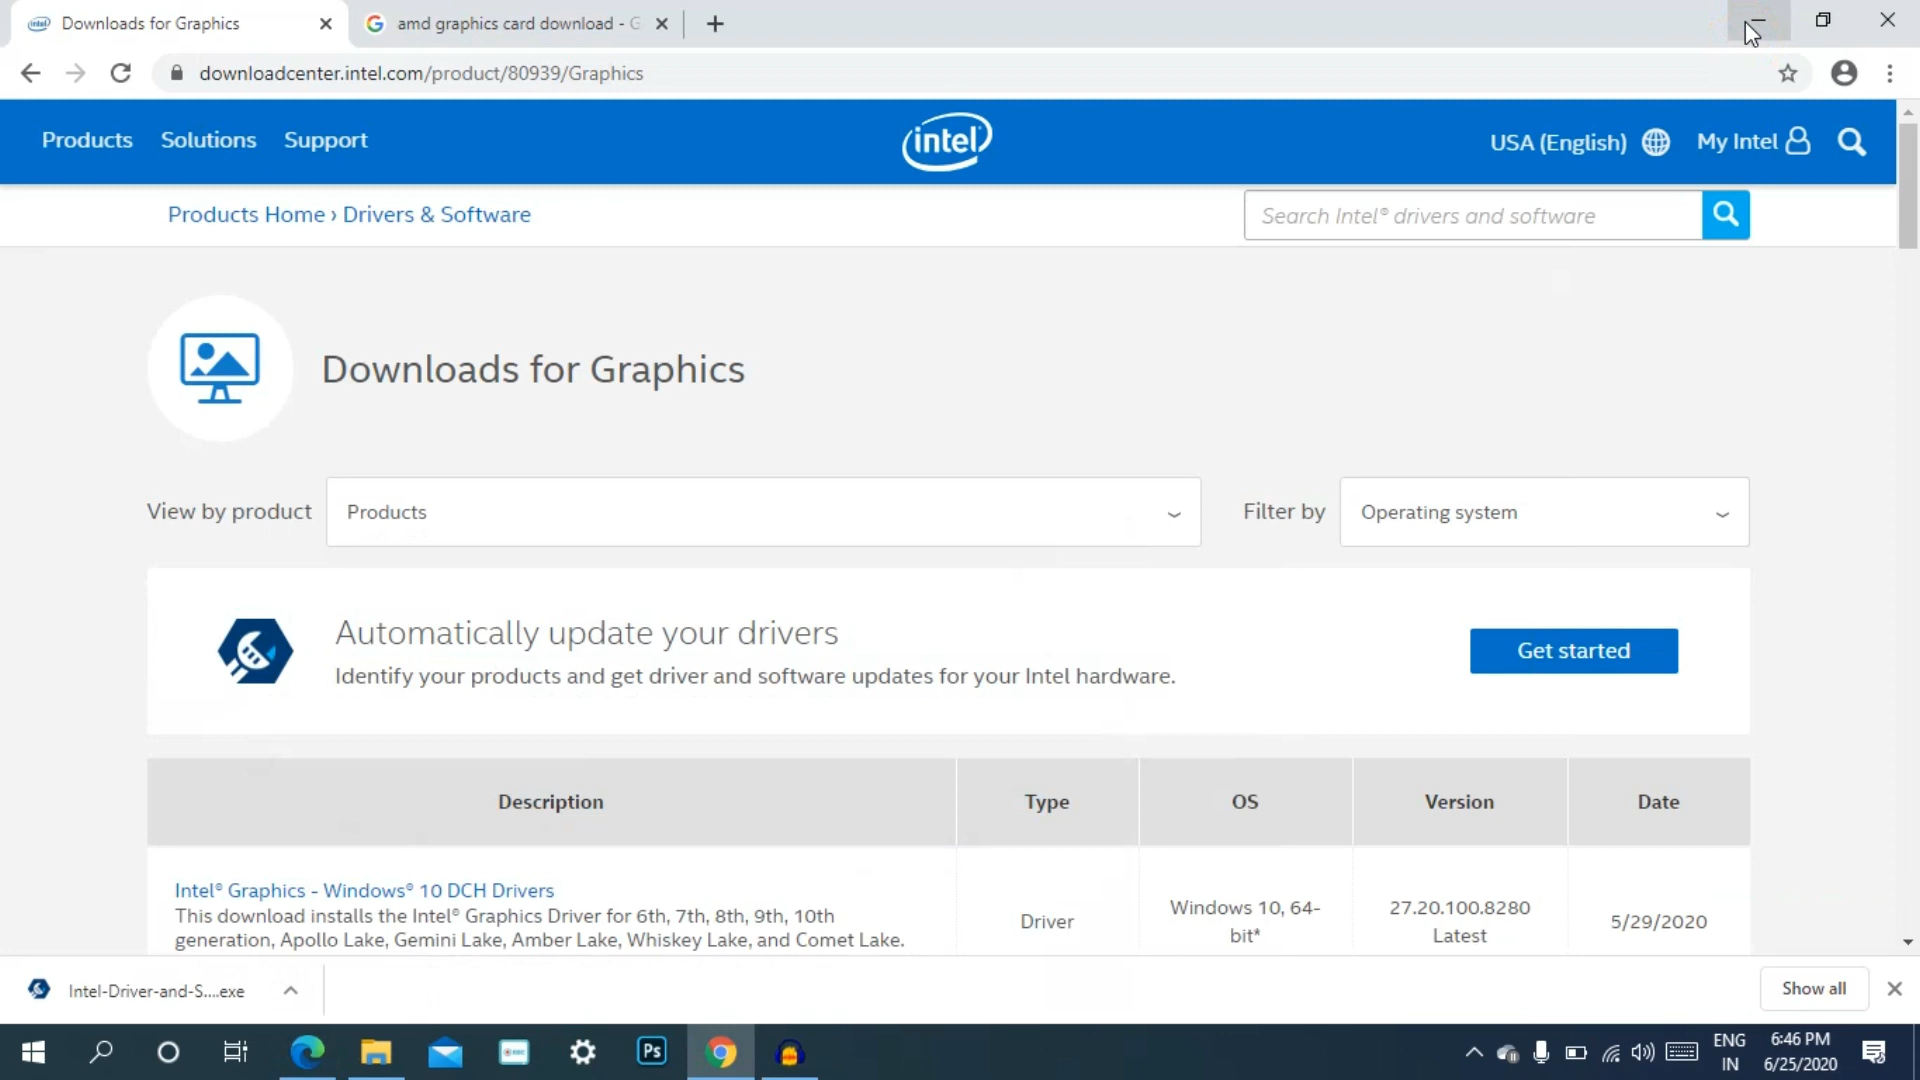 Downloads for Graphics
amd graphics card download - G
downloadcenter.intel.com/product/80939/Graphics
Products Solutions Support
intel
USA (English) My Intel
Products Home › Drivers & Software
Search Intel® drivers and software
Downloads for Graphics
View by product Products Filter by Operating system
Automatically update your drivers
Identify your products and get driver and software updates for your Intel hardware.
Get started
Description Type OS Version Date
Intel® Graphics - Windows® 10 DCH Drivers
This download installs the Intel® Graphics Driver for 6th, 7th, 8th, 9th, 10th
generation, Apollo Lake, Gemini Lake, Amber Lake, Whiskey Lake, and Comet Lake.
Driver
Windows 10, 64-
bit*
27.20.100.8280
Latest
5/29/2020
Intel-Driver-and-S....exe
Show all
Ps
ENG
IN
6:46 PM
6/25/2020